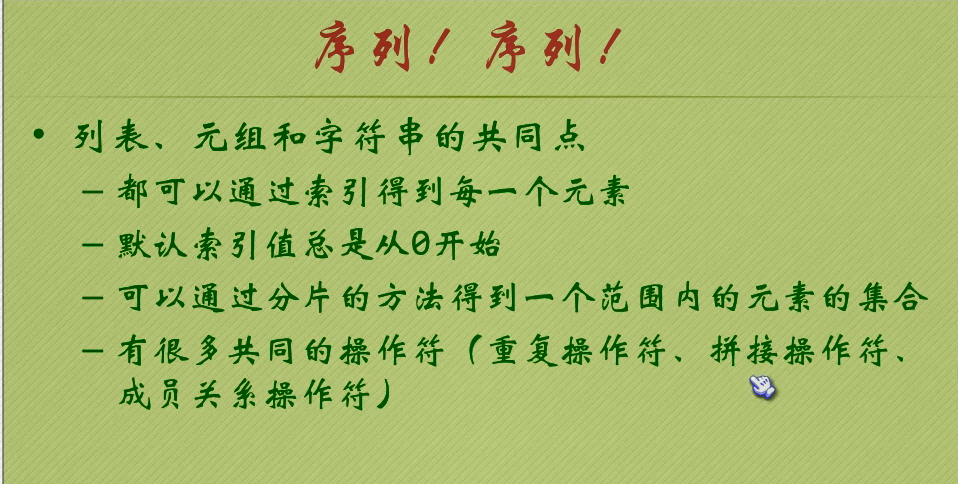 序列！序列！
• 列表、元组和字符串的共同点
– 都可以通过索引得到每一个元素
– 默认索引值总是从0开始
– 可以通过分片的方法得到一个范围内的元素的集合
– 有很多共同的操作符（重复操作符、拼接操作符、
成员关系操作符）